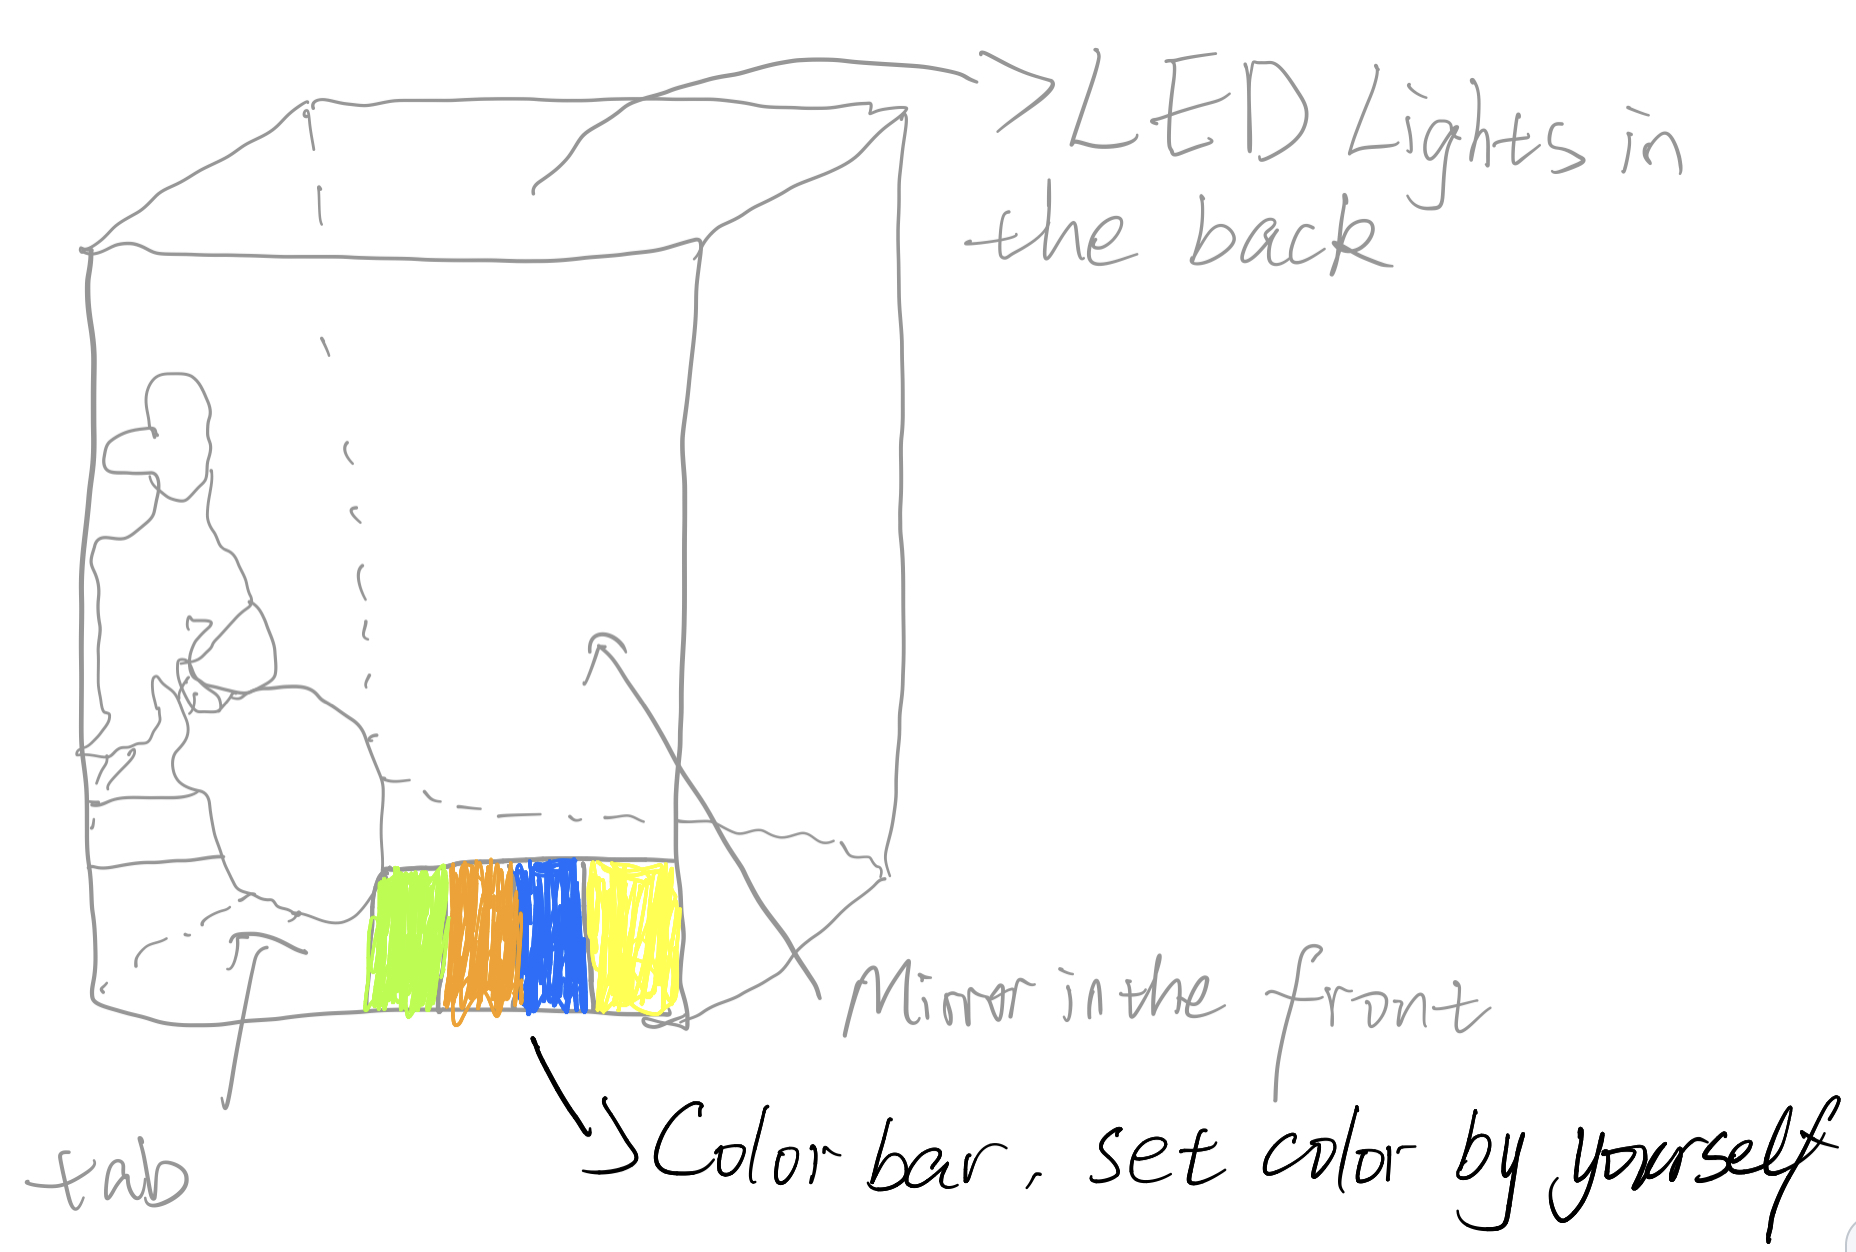 LED Lights in
the back
Mirror in the front
Color bar, set color by yourself
tab